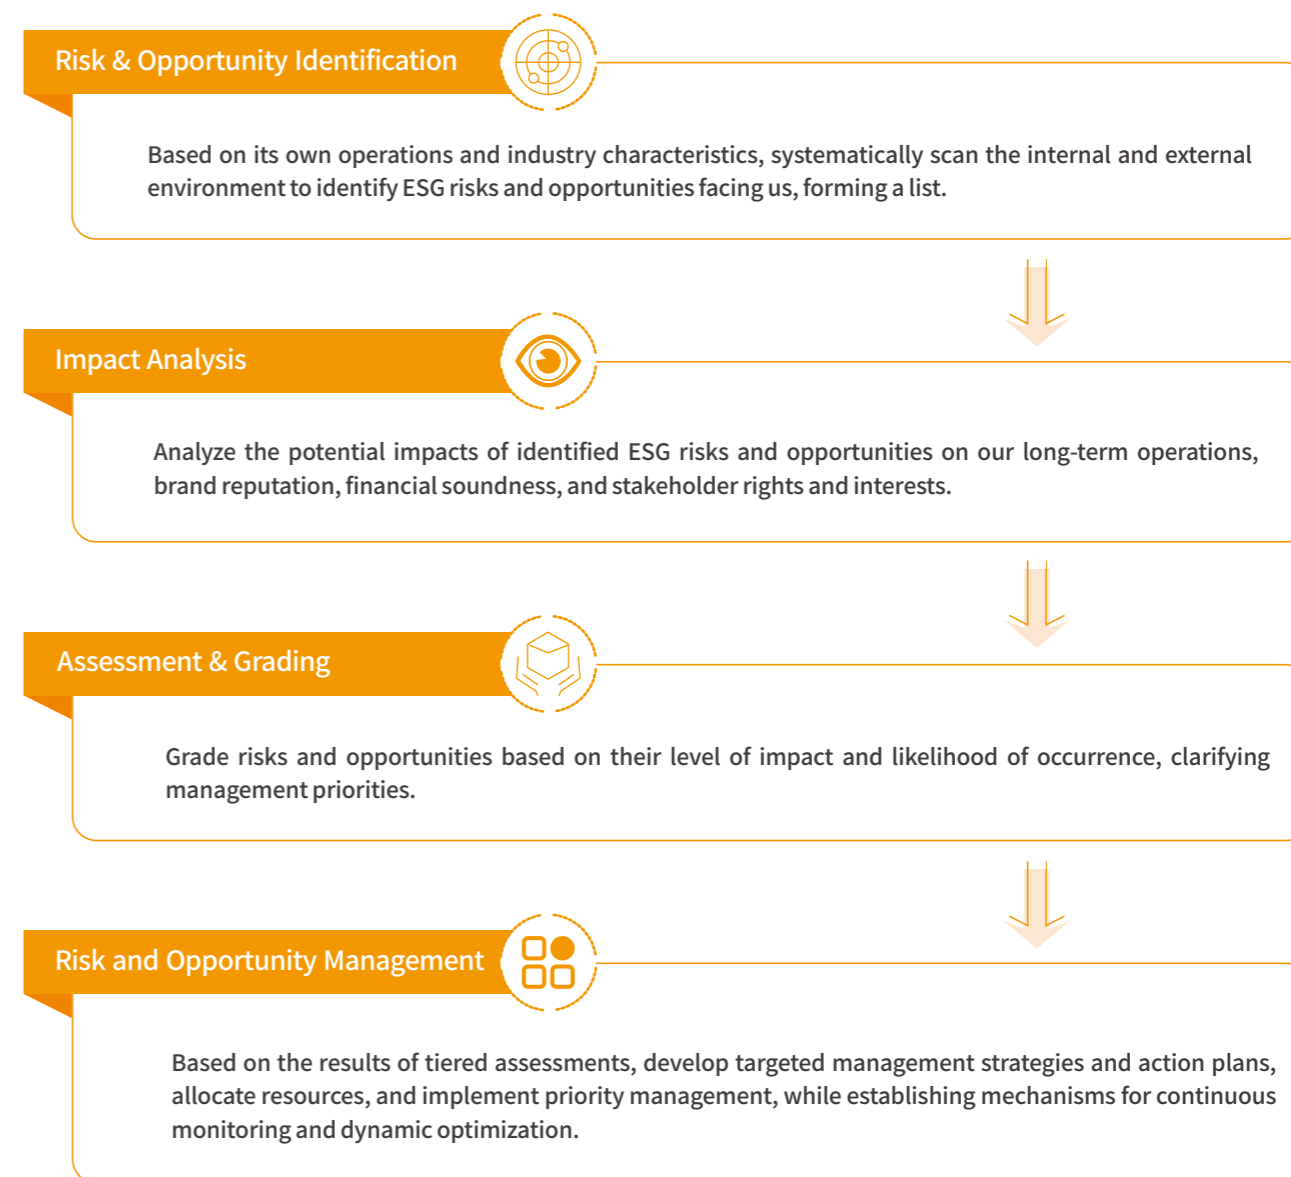 Risk & Opportunity Identification
Based on its own operations and industry characteristics, systematically scan the internal and external
environment to identify ESG risks and opportunities facing us, forming a list.
Impact Analysis
Analyze the potential impacts of identified ESG risks and opportunities on our long-term operations,
brand reputation, financial soundness, and stakeholder rights and interests.
Assessment & Grading
Grade risks and opportunities based on their level of impact and likelihood of occurrence, clarifying
management priorities.
Risk and Opportunity Management
Based on the results of tiered assessments, develop targeted management strategies and action plans,
allocate resources, and implement priority management, while establishing mechanisms for continuous
monitoring and dynamic optimization.